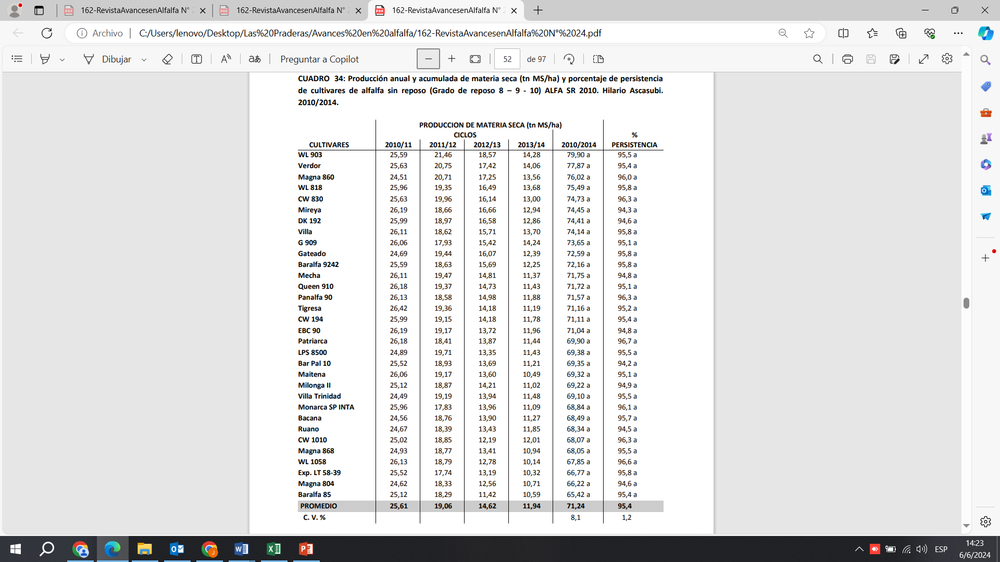 162-RevistaAvancesenAlfalfa N° 2
162-RevistaAvancesenAlfalfa N° 2
162-RevistaAvancesenAlfalfa N° 2
Archivo
C:/Users/lenovo/Desktop/Las%20Praderas/Avances%20en%20alfalfa/162-RevistaAvancesenAlfalfa%20N°%2024.pdf
Dibujar
aあ
Preguntar a Copilot
52 de 97
CUADRO 34: Producción anual y acumulada de materia seca (tn MS/ha) y porcentaje de persistencia
de cultivares de alfalfa sin reposo (Grado de reposo 8 – 9 - 10) ALFA SR 2010. Hilario Ascasubi.
2010/2014.
PRODUCCION DE MATERIA SECA (tn MS/ha)
CICLOS %
CULTIVARES 2010/11 2011/12 2012/13 2013/14 2010/2014 PERSISTENCIA
WL 903 25,59 21,46 18,57 14,28 79,90 a 95,5 a
Verdor 25,63 20,75 17,42 14,06 77,87 a 95,4 a
Magna 860 24,51 20,71 17,25 13,56 76,02 a 96,0 a
WL 818 25,96 19,35 16,49 13,68 75,49 a 95,8 a
CW 830 25,63 19,96 16,14 13,00 74,73 a 96,3 a
Mireya 26,19 18,66 16,66 12,94 74,45 a 94,3 a
DK 192 25,99 18,97 16,58 12,86 74,41 a 94,6 a
Villa 26,11 18,62 15,71 13,70 74,14 a 95,8 a
G 909 26,06 17,93 15,42 14,24 73,65 a 95,1 a
Gateado 24,69 19,44 16,07 12,39 72,59 a 95,8 a
Baralfa 9242 25,59 18,63 15,69 12,25 72,16 a 95,8 a
Mecha 26,11 19,47 14,81 11,37 71,75 a 94,8 a
Queen 910 26,18 19,37 14,73 11,43 71,72 a 95,1 a
Panalfa 90 26,13 18,58 14,98 11,88 71,57 a 96,3 a
Tigresa 26,42 19,36 14,18 11,19 71,16 a 95,2 a
CW 194 25,99 19,15 14,18 11,78 71,11 a 95,4 a
EBC 90 26,19 19,17 13,72 11,96 71,04 a 94,8 a
Patriarca 26,18 18,41 13,87 11,44 69,90 a 96,7 a
LPS 8500 24,89 19,71 13,35 11,43 69,38 a 95,5 a
Bar Pal 10 25,52 18,93 13,69 11,21 69,35 a 94,2 a
Maitena 26,06 19,17 13,60 10,49 69,32 a 95,1 a
Milonga II 25,12 18,87 14,21 11,02 69,22 a 94,9 a
Villa Trinidad 24,49 19,19 13,94 11,48 69,10 a 95,5 a
Monarca SP INTA 25,96 17,83 13,96 11,09 68,84 a 96,1 a
Bacana 24,56 18,76 13,90 11,27 68,49 a 95,7 a
Ruano 24,67 18,39 13,43 11,85 68,34 a 94,5 a
CW 1010 25,02 18,85 12,19 12,01 68,07 a 96,3 a
Magna 868 24,93 18,77 13,41 10,94 68,05 a 95,5 a
WL 1058 26,13 18,79 12,78 10,14 67,85 a 96,6 a
Exp. LT 58-39 25,52 17,74 13,19 10,32 66,77 a 95,8 a
Magna 804 24,62 18,33 12,56 10,71 66,22 a 94,6 a
Baralfa 85 25,12 18,29 11,42 10,59 65,42 a 95,4 a
PROMEDIO 25,61 19,06 14,62 11,94 71,24 95,4
C. V. % 8,1 1,2
ESP
14:23
6/6/2024